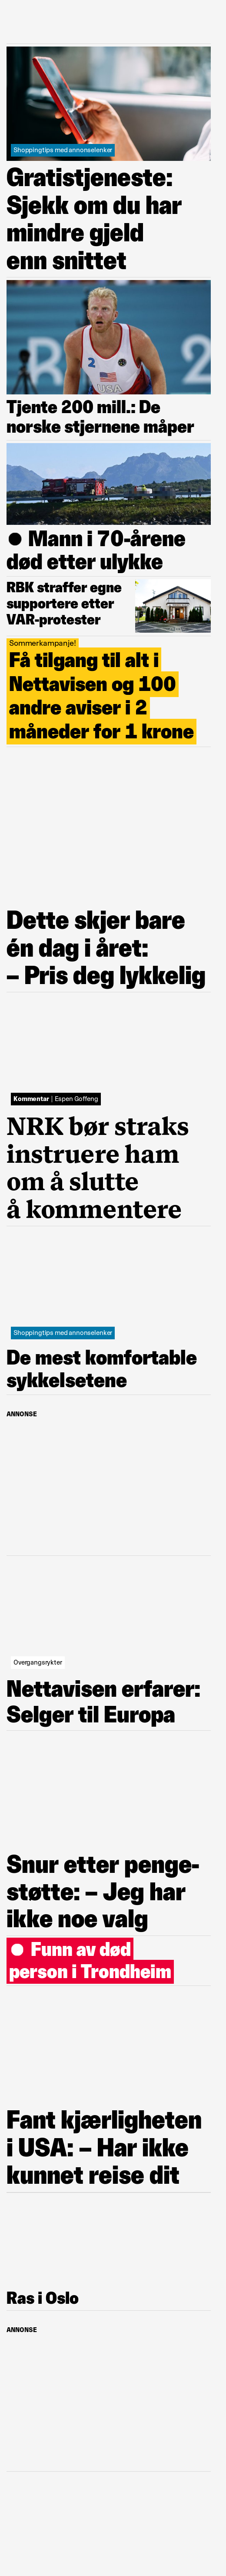 Shoppingtips med annonselenker
Gratistjeneste:
Sjekk om du har
mindre gjeld
enn snittet
2
USA
Tjente 200 mill.: De
norske stjernene måper
Mann i 70-årene
død etter ulykke
RBK straffer egne
supportere etter
VAR-protester
Sommerkampanje!
Få tilgang til alt i
Nettavisen og 100
andre aviser i 2
måneder for 1 krone
Dette skjer bare
én dag i året:
– Pris deg lykkelig
Kommentar | Espen Goffeng
NRK bør straks
instruere ham
om å slutte
å kommentere
Shoppingtips med annonselenker
De mest komfortable
sykkelsetene
ANNONSE
Overgangsrykter
Nettavisen erfarer:
Selger til Europa
Snur etter penge-
støtte: – Jeg har
ikke noe valg
Funn av død
person i Trondheim
Fant kjærligheten
i USA: – Har ikke
kunnet reise dit
Ras i Oslo
ANNONSE